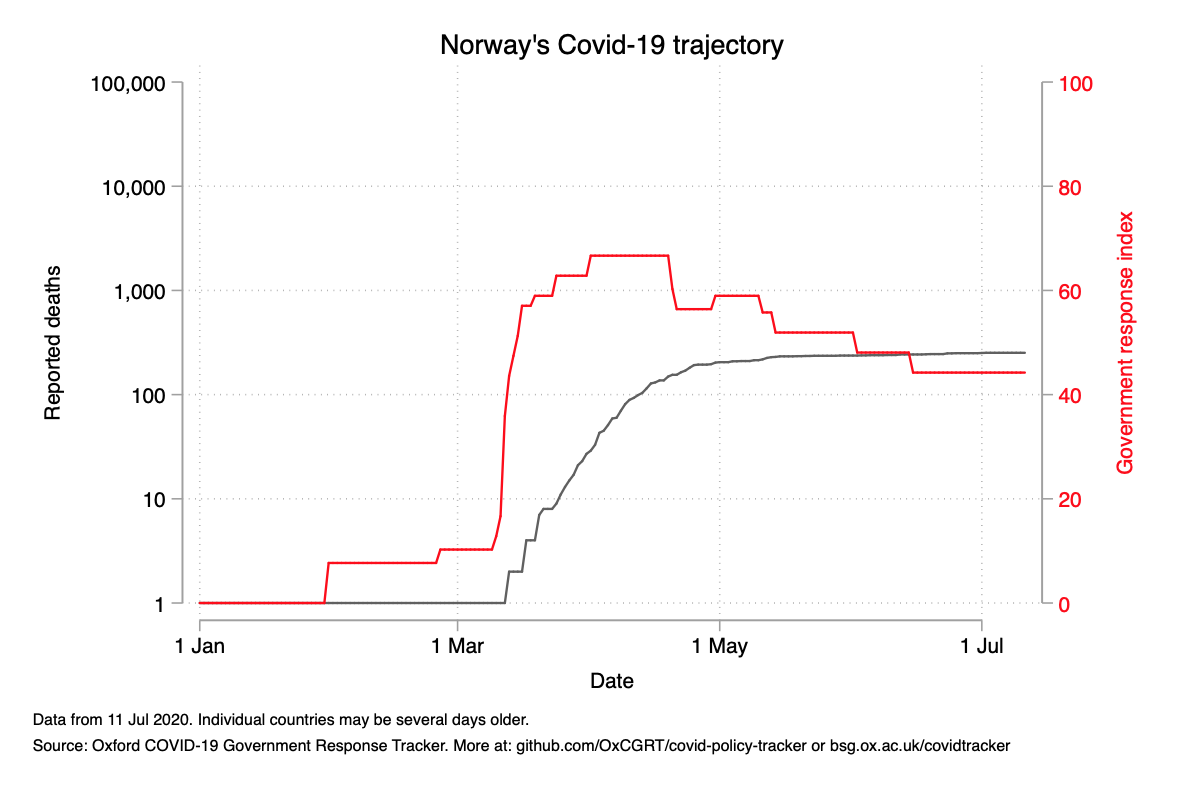 Norway's Covid-19 trajectory
100,000
10,000
1,000
100
10
1
Reported deaths
100
80
60
40
20
0
Government response index
1 Jan
1 Mar
1 May
1 Jul
Date
Data from 11 Jul 2020. Individual countries may be several days older.
Source: Oxford COVID-19 Government Response Tracker. More at: github.com/OxCGRT/covid-policy-tracker or bsg.ox.ac.uk/covidtracker